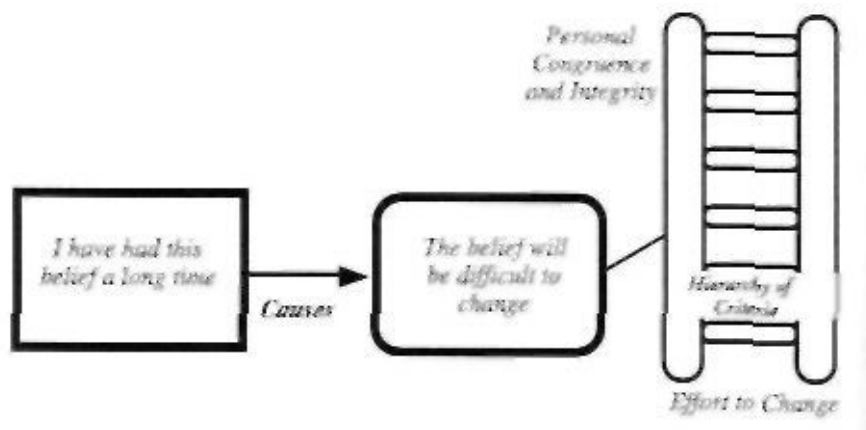 Personal
Congruence
and Integrity
I have had this
belief a long time
Causes
The belief will
be difficult to
change
Hierarchy of
Criteria
Effort to Change